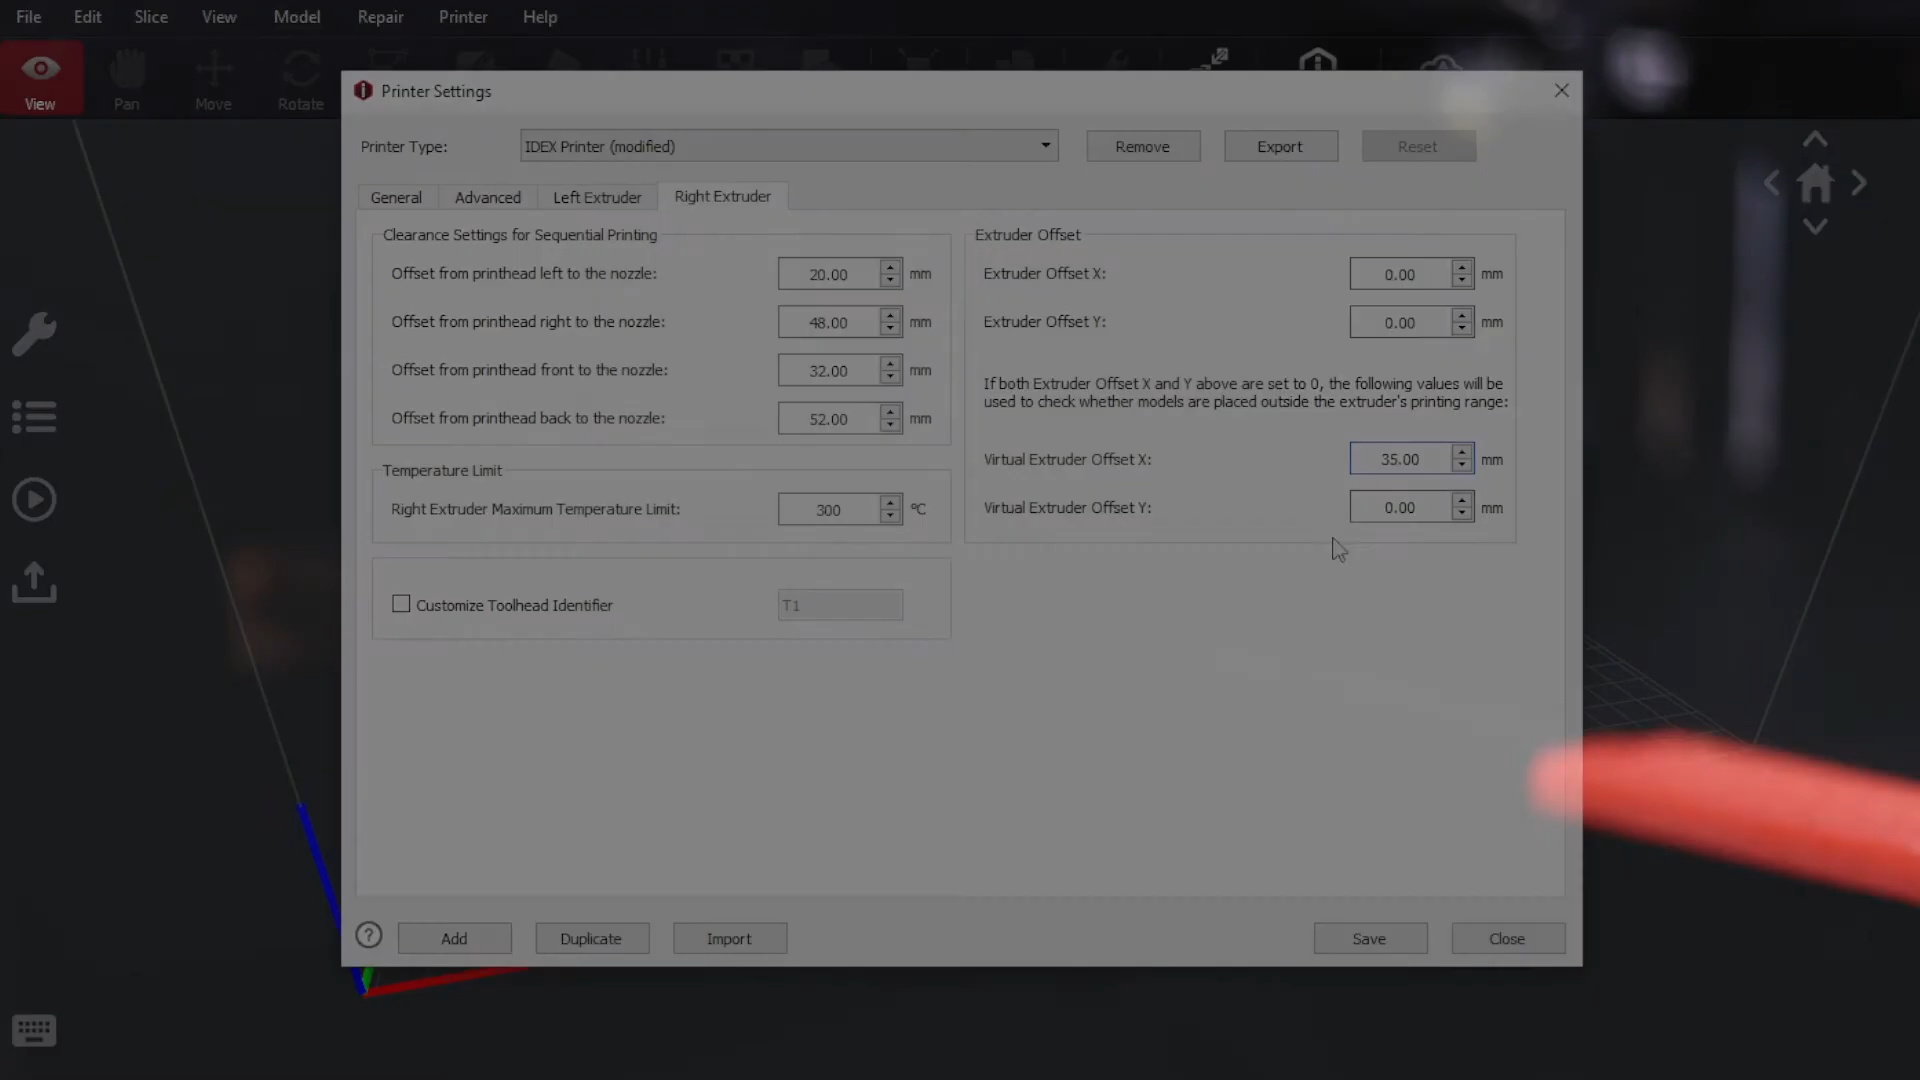 File Edit Slice View Model Repair Printer Help
View Pan Move Rotate
Printer Settings
Printer Type: IDEX Printer (modified) Remove Export Reset
General Advanced Left Extruder Right Extruder
Clearance Settings for Sequential Printing
Offset from printhead left to the nozzle: 20.00 mm
Offset from printhead right to the nozzle: 48.00 mm
Offset from printhead front to the nozzle: 32.00 mm
Offset from printhead back to the nozzle: 52.00 mm
Temperature Limit
Right Extruder Maximum Temperature Limit: 300 °C
Customize Toolhead Identifier T1
Extruder Offset
Extruder Offset X: 0.00 mm
Extruder Offset Y: 0.00 mm
If both Extruder Offset X and Y above are set to 0, the following values will be
used to check whether models are placed outside the extruder's printing range:
Virtual Extruder Offset X: 35.00 mm
Virtual Extruder Offset Y: 0.00 mm
? Add Duplicate Import Save Close